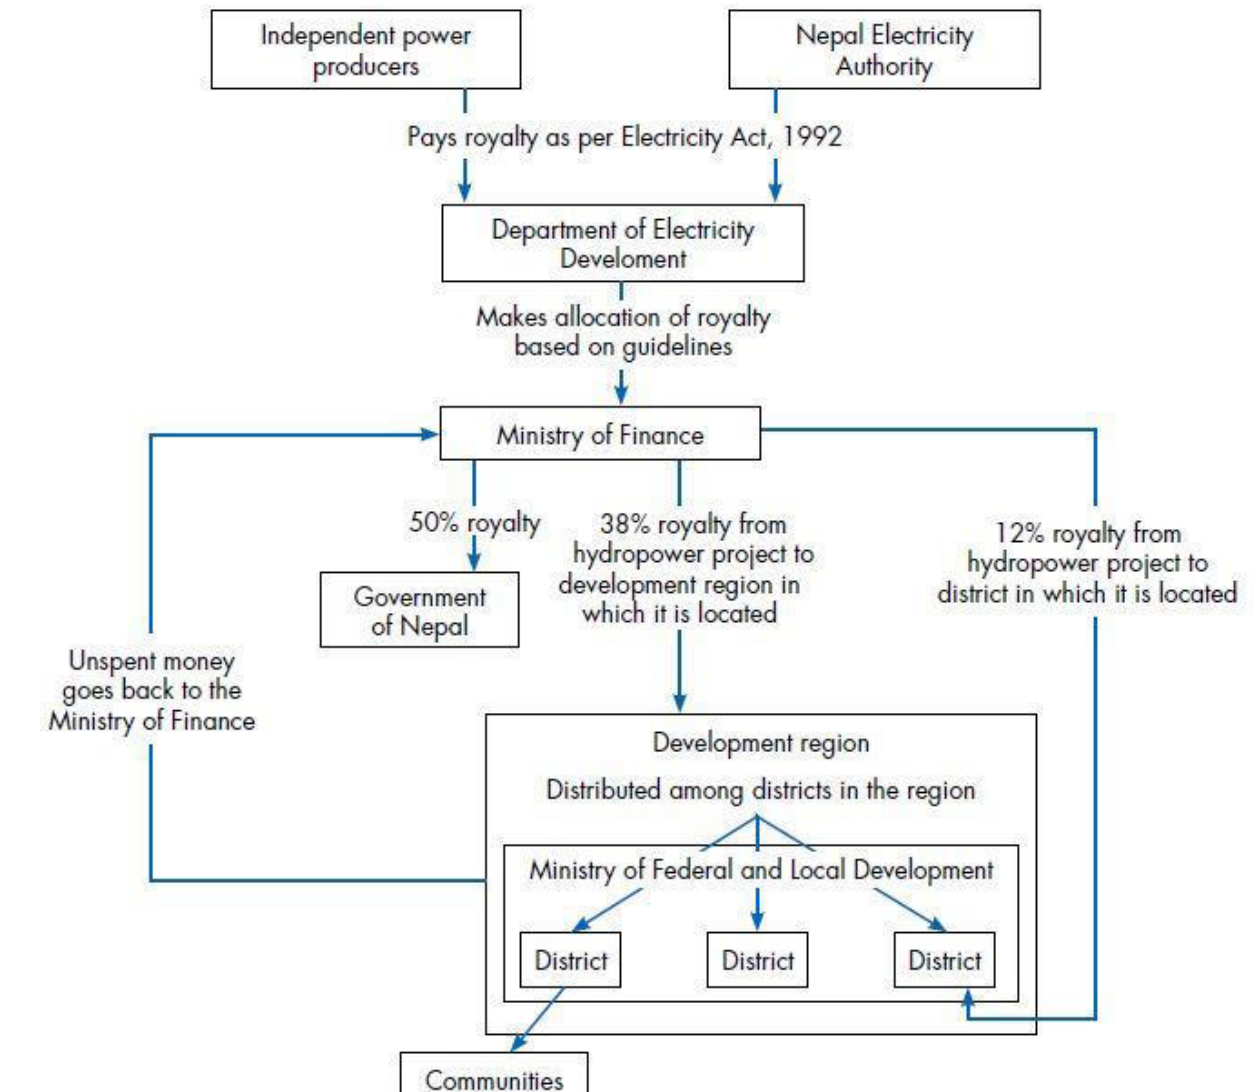 Independent power
producers
Nepal Electricity
Authority
Pays royalty as per Electricity Act, 1992
Department of Electricity
Develoment
Makes allocation of royalty
based on guidelines
Ministry of Finance
50% royalty
38% royalty from
hydropower project to
development region in
which it is located
12% royalty from
hydropower project to
district in which it is located
Government
of Nepal
Unspent money
goes back to the
Ministry of Finance
Development region
Distributed among districts in the region
Ministry of Federal and Local Development
District
District
District
Communities